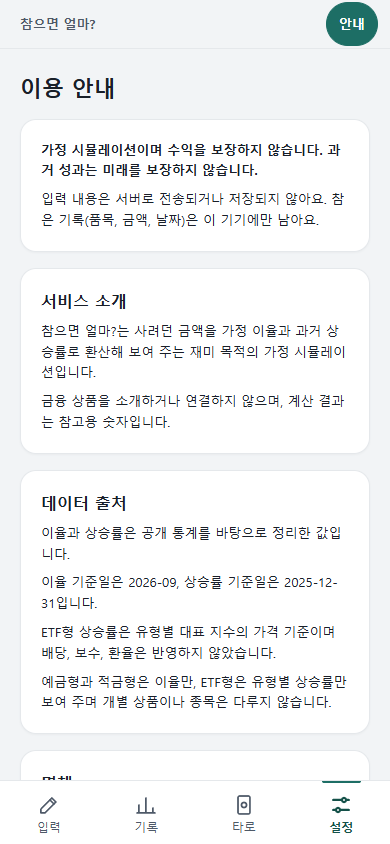 참으면 얼마?
안내
이용 안내
가정 시뮬레이션이며 수익을 보장하지 않습니다. 과
거 성과는 미래를 보장하지 않습니다.
입력 내용은 서버로 전송되거나 저장되지 않아요. 참
은 기록(품목, 금액, 날짜)은 이 기기에만 남아요.
서비스 소개
참으면 얼마?는 사려던 금액을 가정 이율과 과거 상
승률로 환산해 보여 주는 재미 목적의 가정 시뮬레이
션입니다.
금융 상품을 소개하거나 연결하지 않으며, 계산 결과
는 참고용 숫자입니다.
데이터 출처
이율과 상승률은 공개 통계를 바탕으로 정리한 값입
니다.
이율 기준일은 2026-09, 상승률 기준일은 2025-12-
31입니다.
ETF형 상승률은 유형별 대표 지수의 가격 기준이며
배당, 보수, 환율은 반영하지 않았습니다.
예금형과 적금형은 이율만, ETF형은 유형별 상승률만
보여 주며 개별 상품이나 종목은 다루지 않습니다.
입력
기록
타로
설정